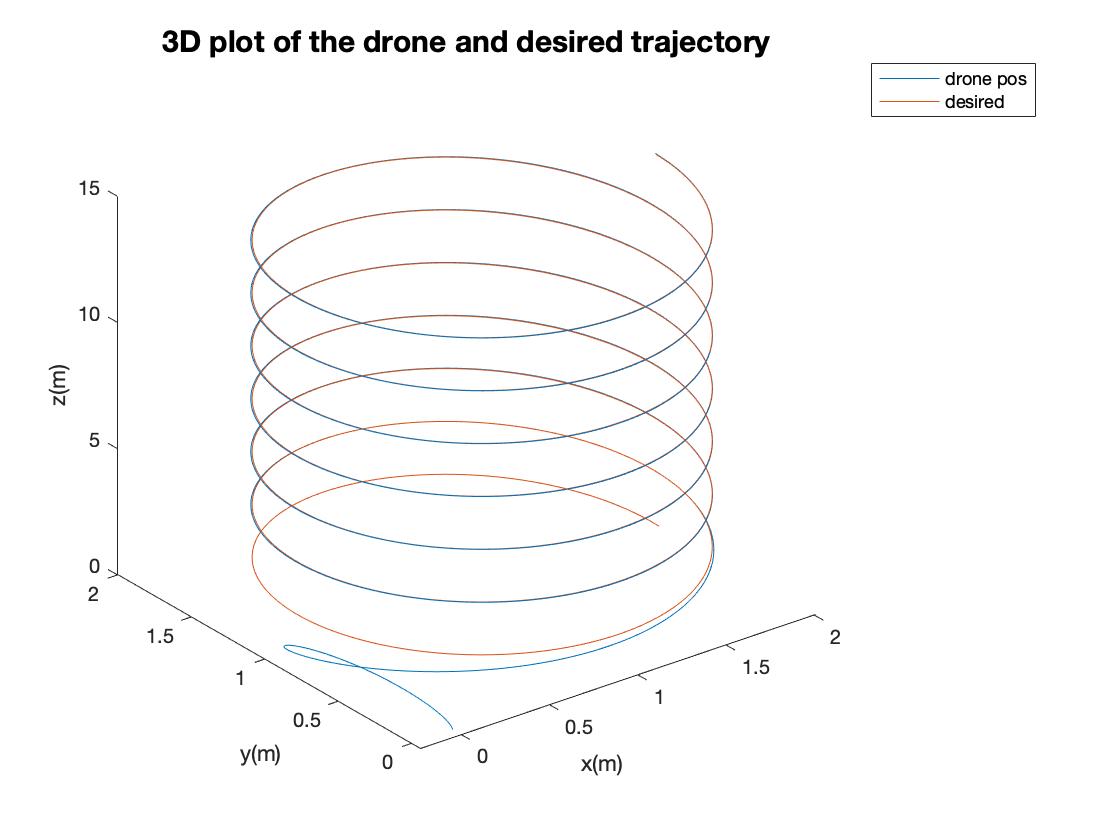 3D plot of the drone and desired trajectory
drone pos
desired
15
10
5
0
z(m)
2
1.5
1
0.5
0
y(m)
0
0.5
1
1.5
2
x(m)